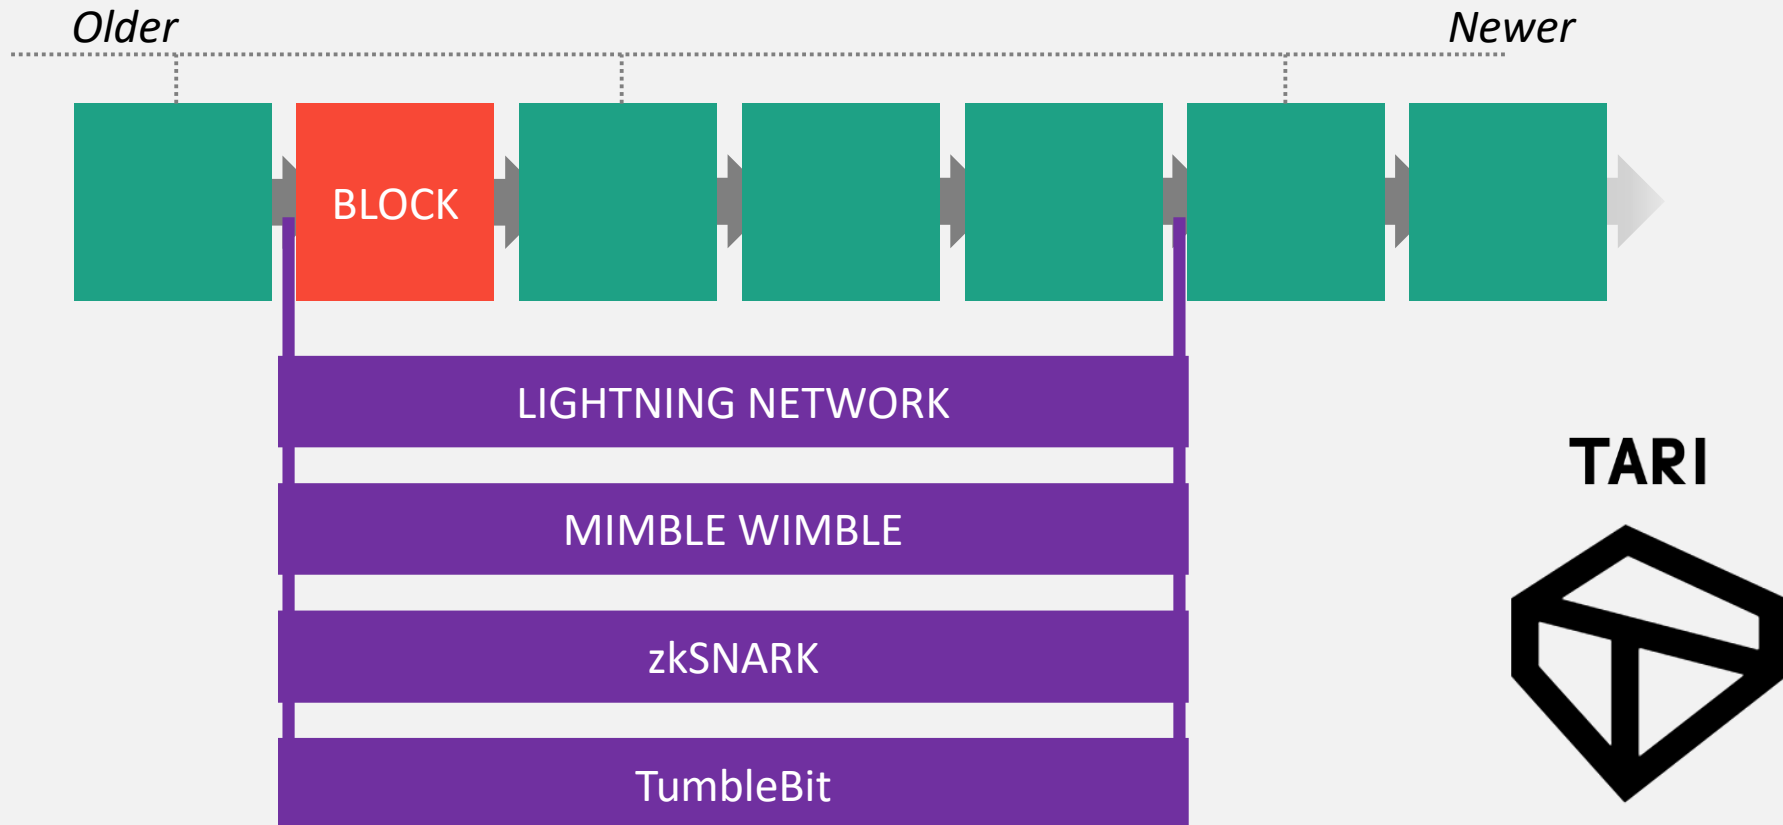 Older
Newer
BLOCK
LIGHTNING NETWORK
MIMBLE WIMBLE
zkSNARK
TumbleBit
TARI